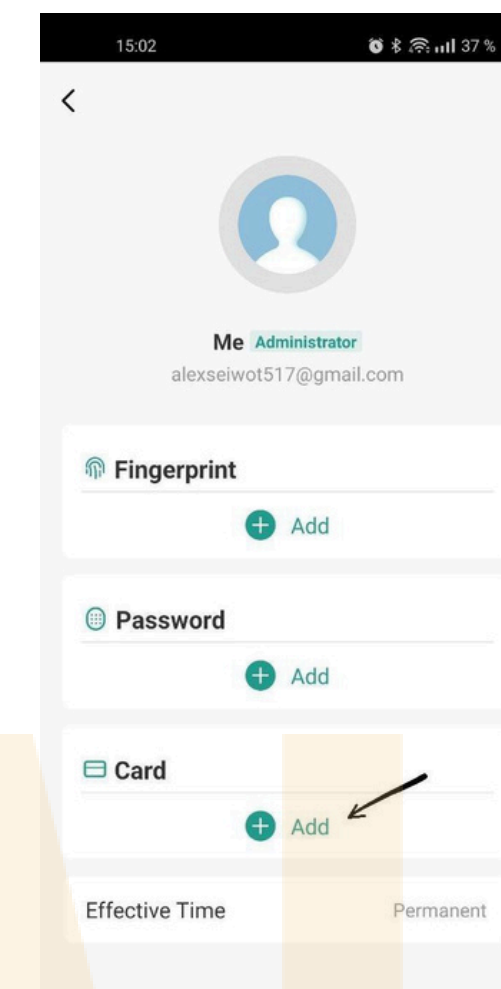 15:02 37 %
Me Administrator
alexseiwot517@gmail.com
Fingerprint
Add
Password
Add
Card
Add
Effective Time Permanent